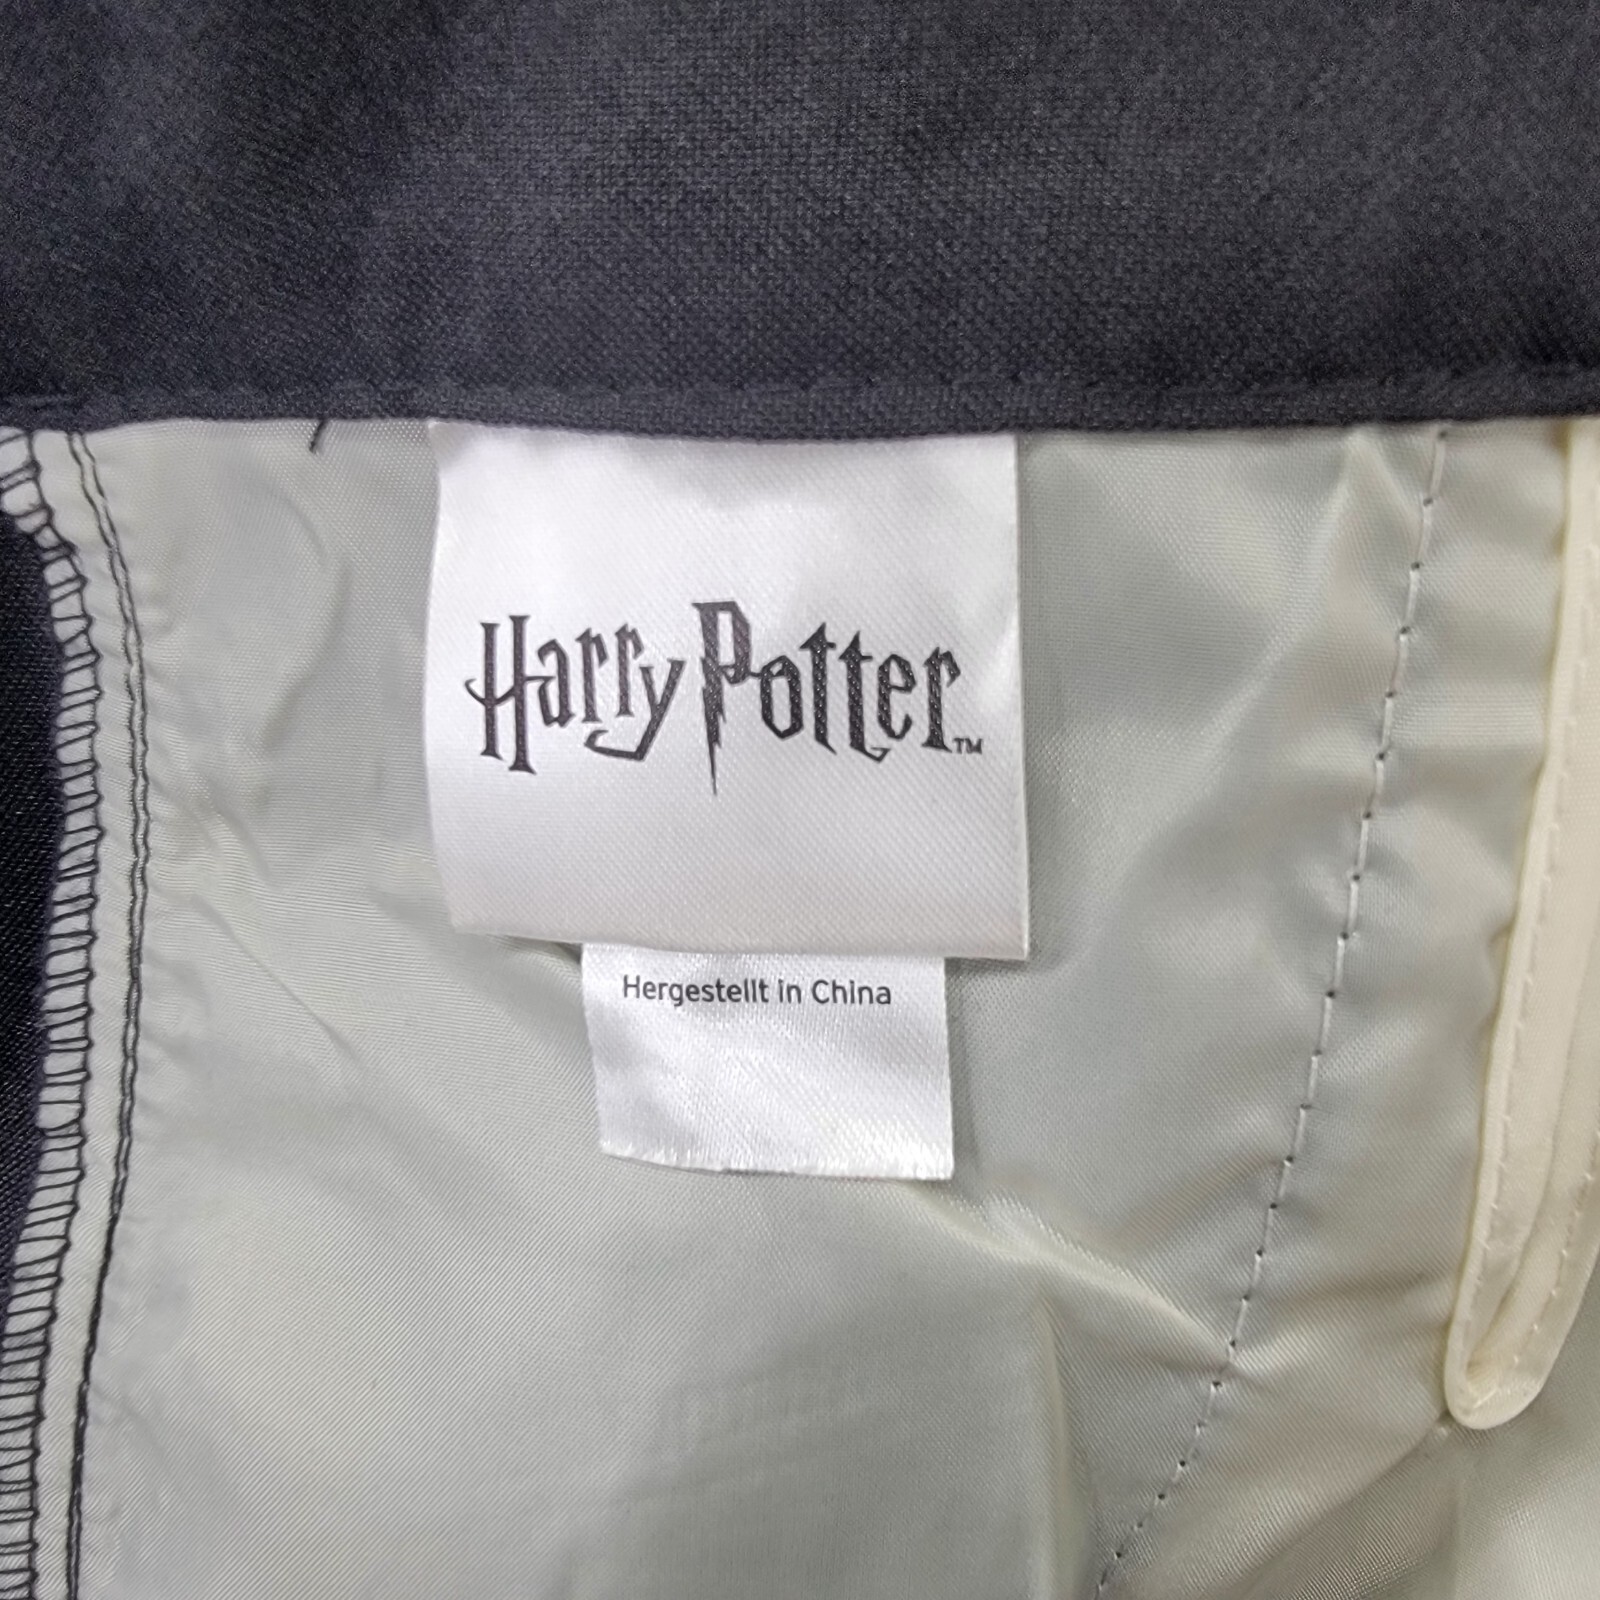 Harry Potter™
Hergestellt in China